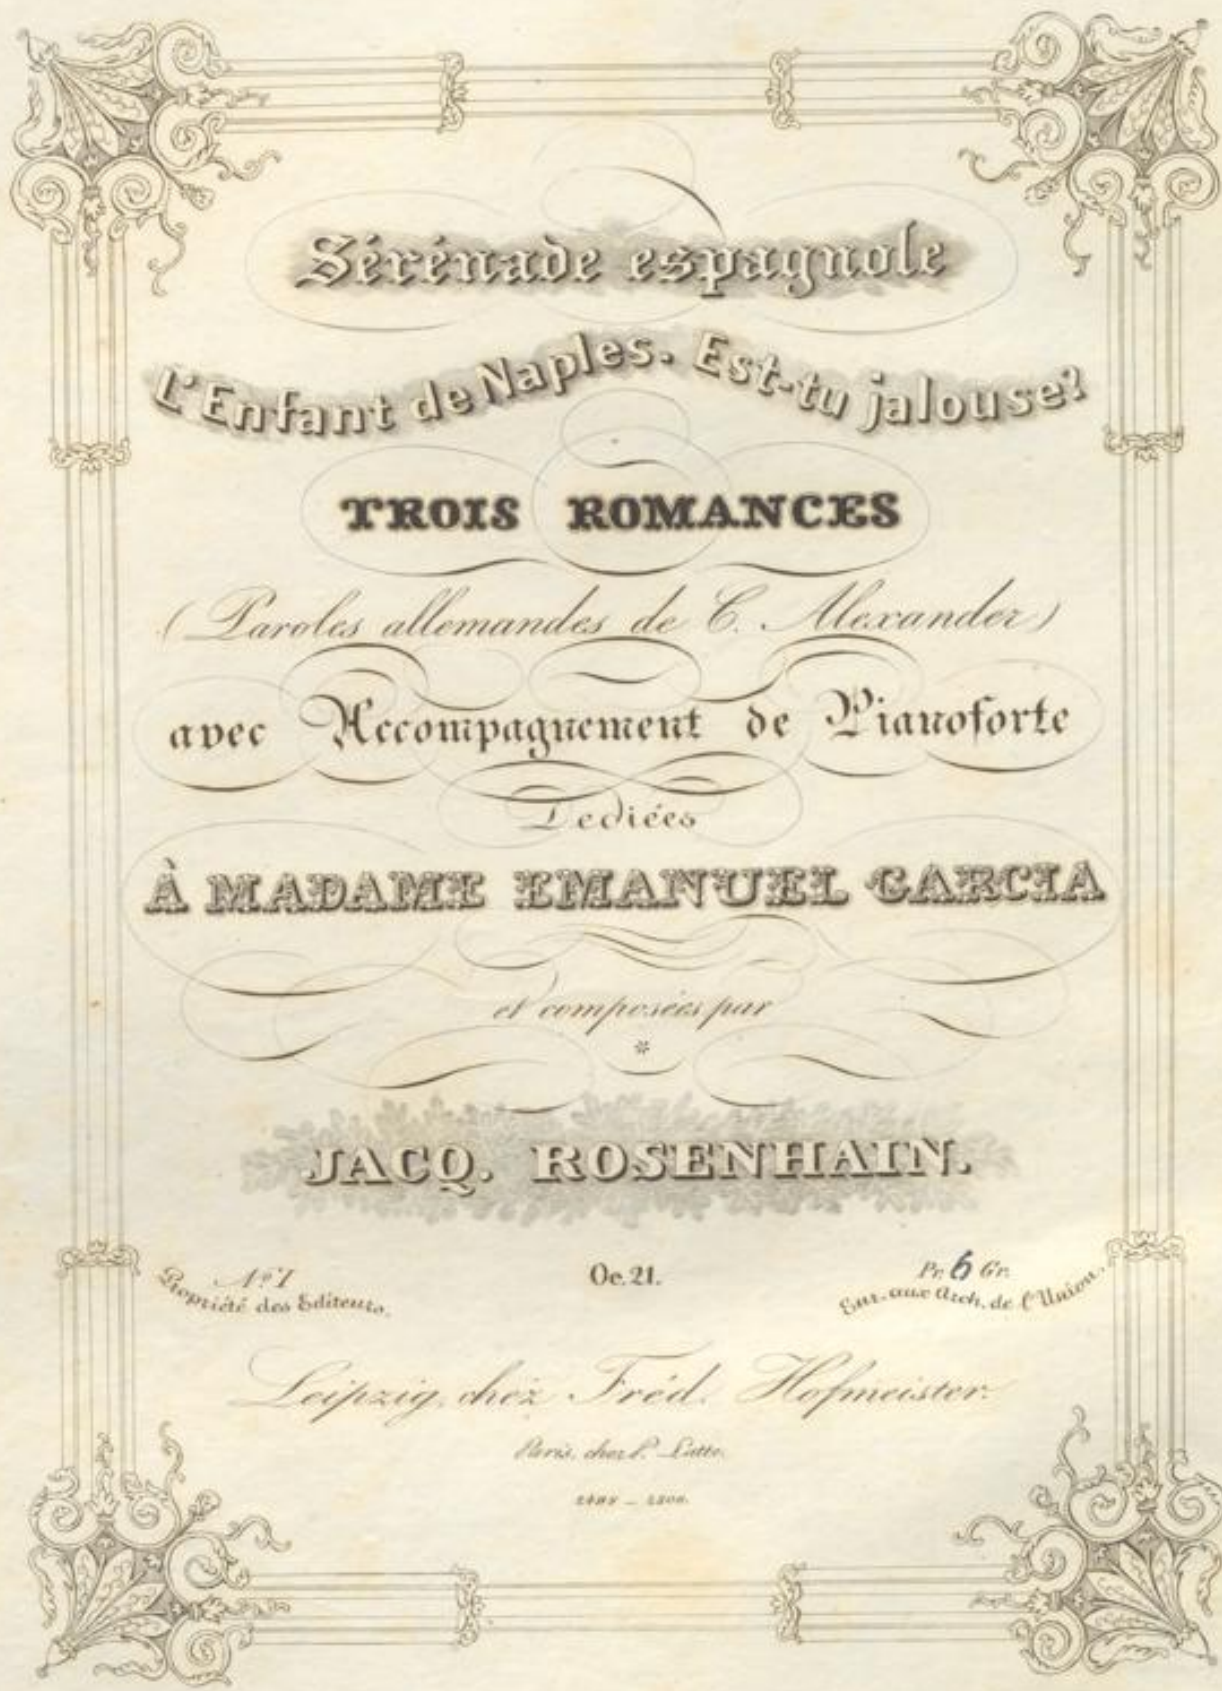 Sérénade espagnole
L'Enfant de Naples. Est-tu jalouse?
TROIS ROMANCES
(Paroles allemandes de C. Alexander)
avec Accompagnement de Pianoforte
Dediées
À MADAME EMANUEL GARCIA
et composées par
*
JACQ. ROSENHAIN.
No. 1 Oe. 21. Pr. 6 Gr.
Propriété des Editeurs. Enr. aux Arch. de l'Union.
Leipzig, chez Fréd. Hofmeister.
Paris, chez Latte.